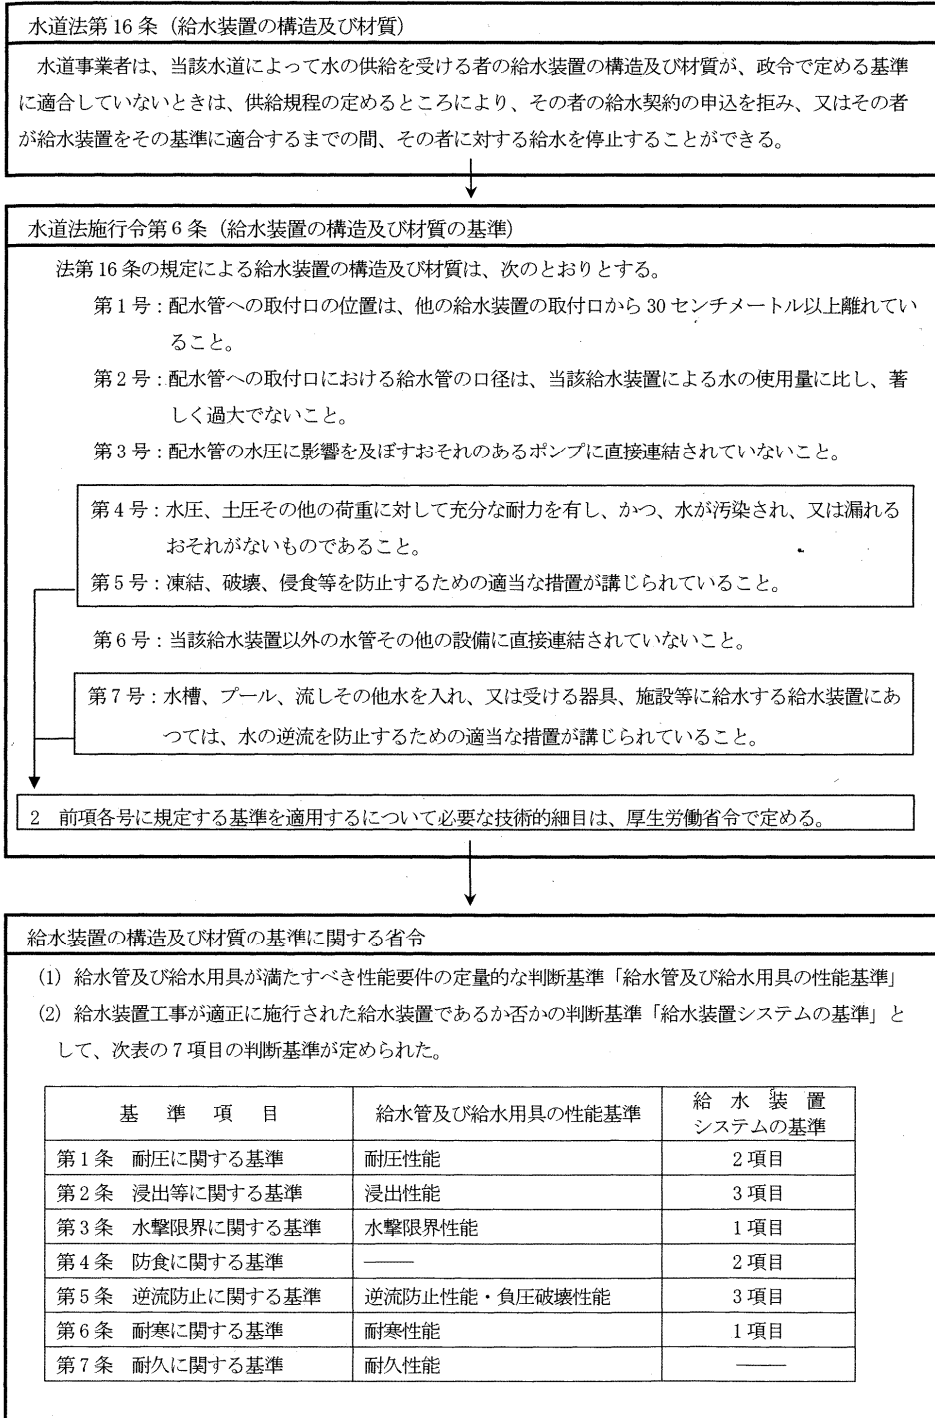 水道法第16条（給水装置の構造及び材質）
水道事業者は、当該水道によって水の供給を受ける者の給水装置の構造及び材質が、政令で定める基準
に適合していないときは、供給規程の定めるところにより、その者の給水契約の申込を拒み、又はその者
が給水装置をその基準に適合するまでの間、その者に対する給水を停止することができる。
水道法施行令第6条（給水装置の構造及び材質の基準）
法第16条の規定による給水装置の構造及び材質は、次のとおりとする。
第1号：配水管への取付口の位置は、他の給水装置の取付口から30センチメートル以上離れてい
ること。
第2号：配水管への取付口における給水管の口径は、当該給水装置による水の使用量に比し、著
しく過大でないこと。
第3号：配水管の水圧に影響を及ぼすおそれのあるポンプに直接連結されていないこと。
第4号：水圧、土圧その他の荷重に対して充分な耐力を有し、かつ、水が汚染され、又は漏れる
おそれがないものであること。
第5号：凍結、破壊、侵食等を防止するための適当な措置が講じられていること。
第6号：当該給水装置以外の水管その他の設備に直接連結されていないこと。
第7号：水槽、プール、流しその他水を入れ、又は受ける器具、施設等に給水する給水装置にあ
つては、水の逆流を防止するための適当な措置が講じられていること。
2　前項各号に規定する基準を適用するについて必要な技術的細目は、厚生労働省令で定める。
給水装置の構造及び材質の基準に関する省令
(1) 給水管及び給水用具が満たすべき性能要件の定量的な判断基準「給水管及び給水用具の性能基準」
(2) 給水装置工事が適正に施行された給水装置であるか否かの判断基準「給水装置システムの基準」と
して、次表の7項目の判断基準が定められた。
基　準　項　目　給水管及び給水用具の性能基準　給　水　装　置
システムの基準
第1条　耐圧に関する基準　耐圧性能　2項目
第2条　浸出等に関する基準　浸出性能　3項目
第3条　水撃限界に関する基準　水撃限界性能　1項目
第4条　防食に関する基準　――　2項目
第5条　逆流防止に関する基準　逆流防止性能・負圧破壊性能　3項目
第6条　耐寒に関する基準　耐寒性能　1項目
第7条　耐久に関する基準　耐久性能　――